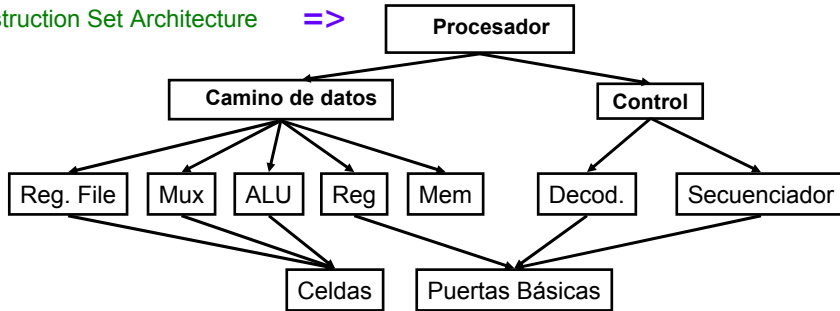 struction Set Architecture =>
Procesador
Camino de datos
Control
Reg. File
Mux
ALU
Reg
Mem
Decod.
Secuenciador
Celdas
Puertas Básicas